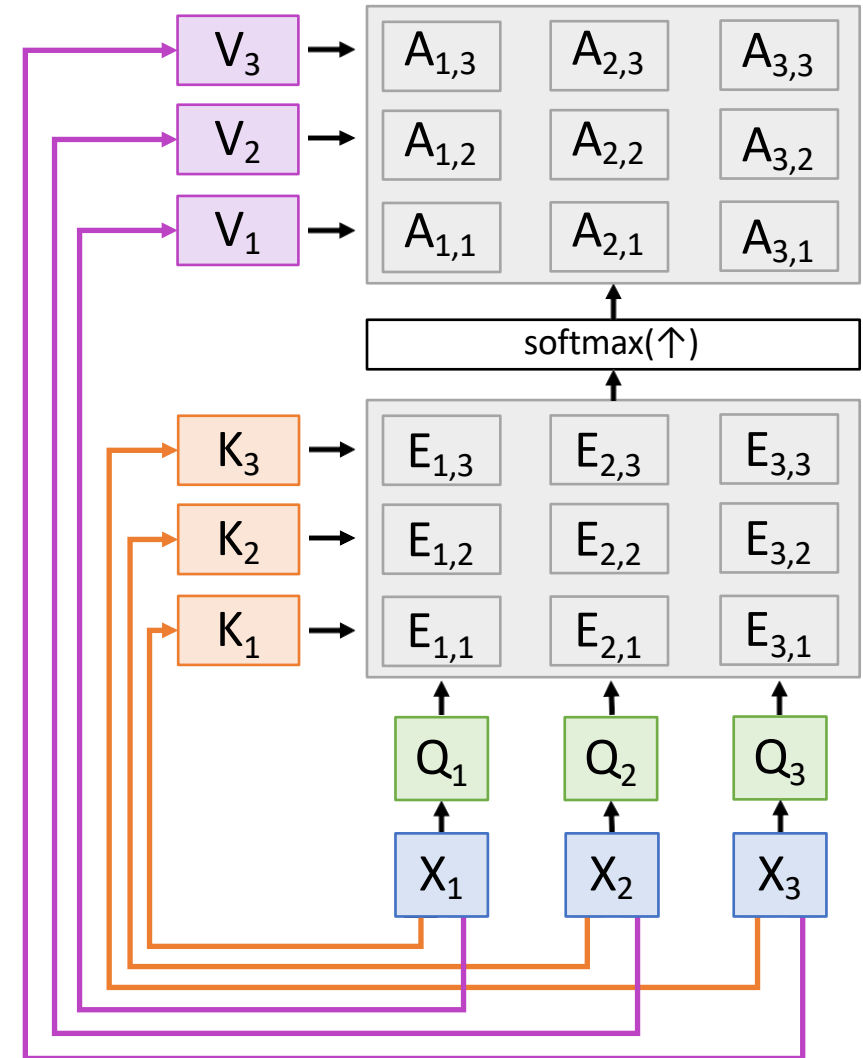 V₃ A₁,₃ A₂,₃ A₃,₃
V₂ A₁,₂ A₂,₂ A₃,₂
V₁ A₁,₁ A₂,₁ A₃,₁
softmax(↑)
K₃ E₁,₃ E₂,₃ E₃,₃
K₂ E₁,₂ E₂,₂ E₃,₂
K₁ E₁,₁ E₂,₁ E₃,₁
Q₁ Q₂ Q₃
X₁ X₂ X₃